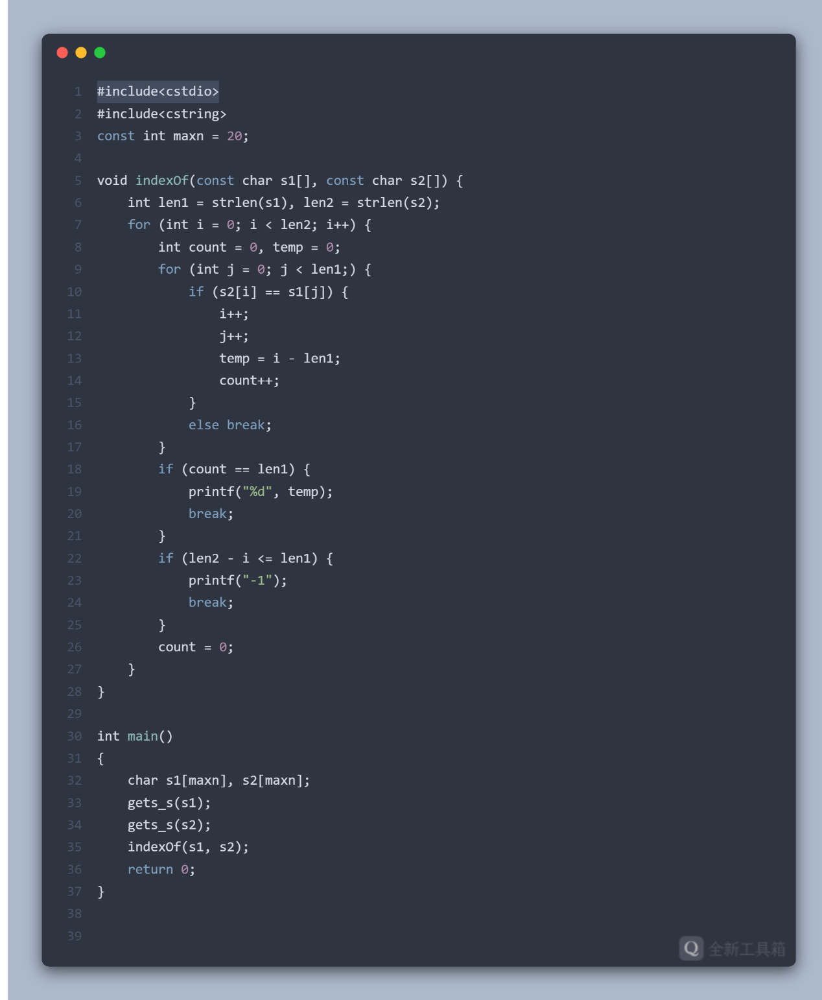 1 #include<cstdio>
2 #include<cstring>
3 const int maxn = 20;
4
5 void indexOf(const char s1[], const char s2[]) {
6     int len1 = strlen(s1), len2 = strlen(s2);
7     for (int i = 0; i < len2; i++) {
8         int count = 0, temp = 0;
9         for (int j = 0; j < len1;) {
10             if (s2[i] == s1[j]) {
11                 i++;
12                 j++;
13                 temp = i - len1;
14                 count++;
15             }
16             else break;
17         }
18         if (count == len1) {
19             printf("%d", temp);
20             break;
21         }
22         if (len2 - i <= len1) {
23             printf("-1");
24             break;
25         }
26         count = 0;
27     }
28 }
29
30 int main()
31 {
32     char s1[maxn], s2[maxn];
33     gets_s(s1);
34     gets_s(s2);
35     indexOf(s1, s2);
36     return 0;
37 }
38
39
Q 全新工具箱